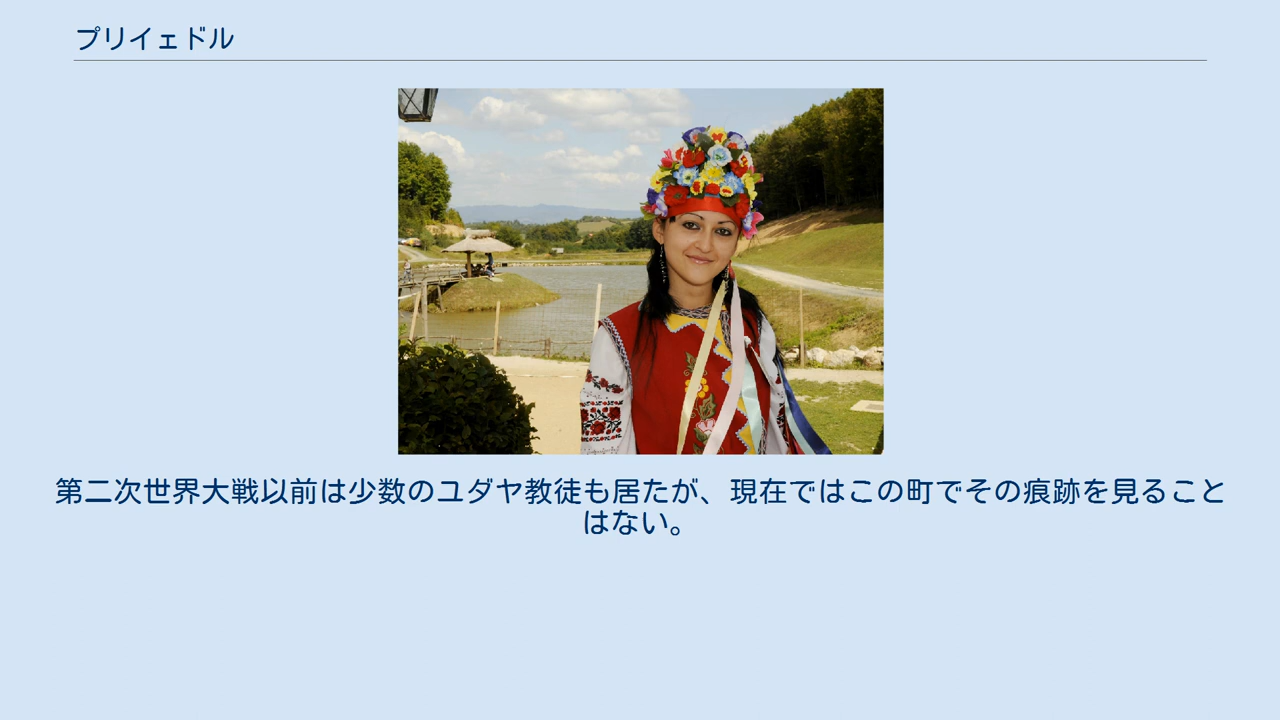 プリイェドル
第二次世界大戦以前は少数のユダヤ教徒も居たが、現在ではこの町でその痕跡を見ること
はない。